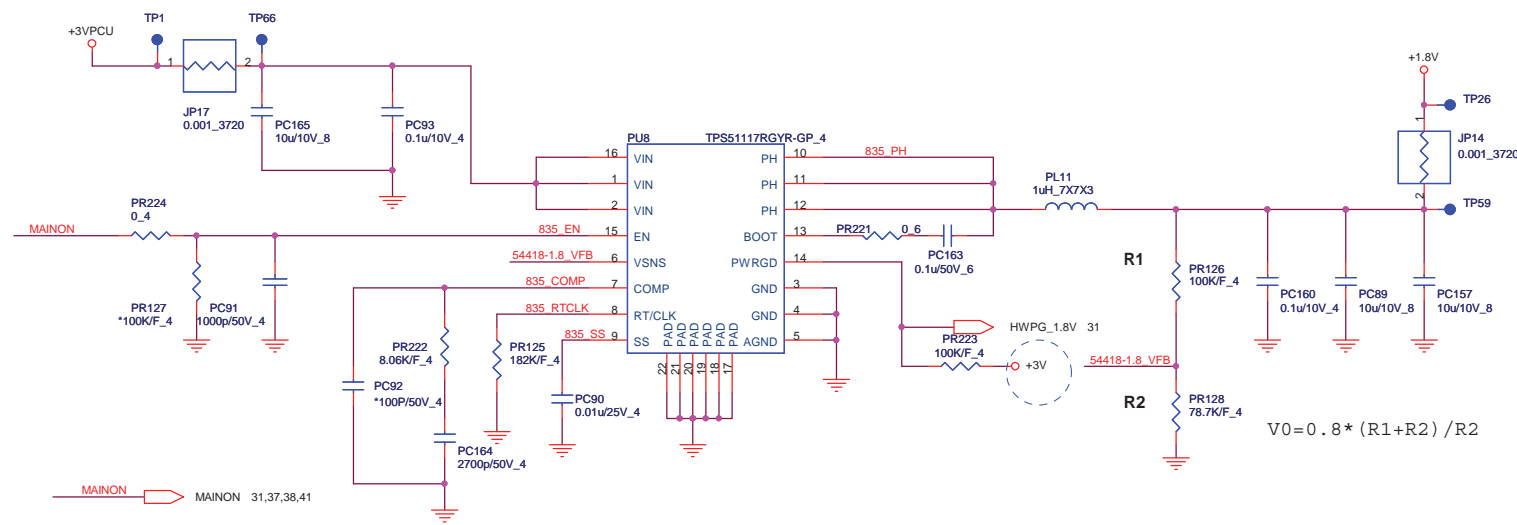 +3VPCU
TP1
TP66
1
2
JP17
0.001_3720
PC165
10u/10V_8
PC93
0.1u/10V_4
PU8
TPS51117RGYR-GP_4
16
VIN
1
VIN
2
VIN
15
EN
6
VSNS
7
COMP
8
RT/CLK
9
SS
PH
10
PH
11
PH
12
BOOT
13
PWRGD
14
GND
3
GND
4
AGND
5
PAD
PAD
PAD
PAD
PAD
PAD
22
21
20
19
18
17
835_PH
PL11
1uH_7X7X3
+1.8V
TP26
1
JP14
0.001_3720
2
TP59
PR224
0_4
MAINON
835_EN
54418-1.8_VFB
835_COMP
835_RTCLK
835_SS
PR127
*100K/F_4
PC91
1000p/50V_4
PR222
8.06K/F_4
PR125
182K/F_4
PC92
*100P/50V_4
PC90
0.01u/25V_4
PC164
2700p/50V_4
PR221
0_6
PC163
0.1u/50V_6
R1
PR126
100K/F_4
PC160
0.1u/10V_4
PC89
10u/10V_8
PC157
10u/10V_8
HWPG_1.8V 31
PR223
100K/F_4
+3V
54418-1.8_VFB
R2
PR128
78.7K/F_4
V0=0.8*(R1+R2)/R2
MAINON
MAINON 31,37,38,41